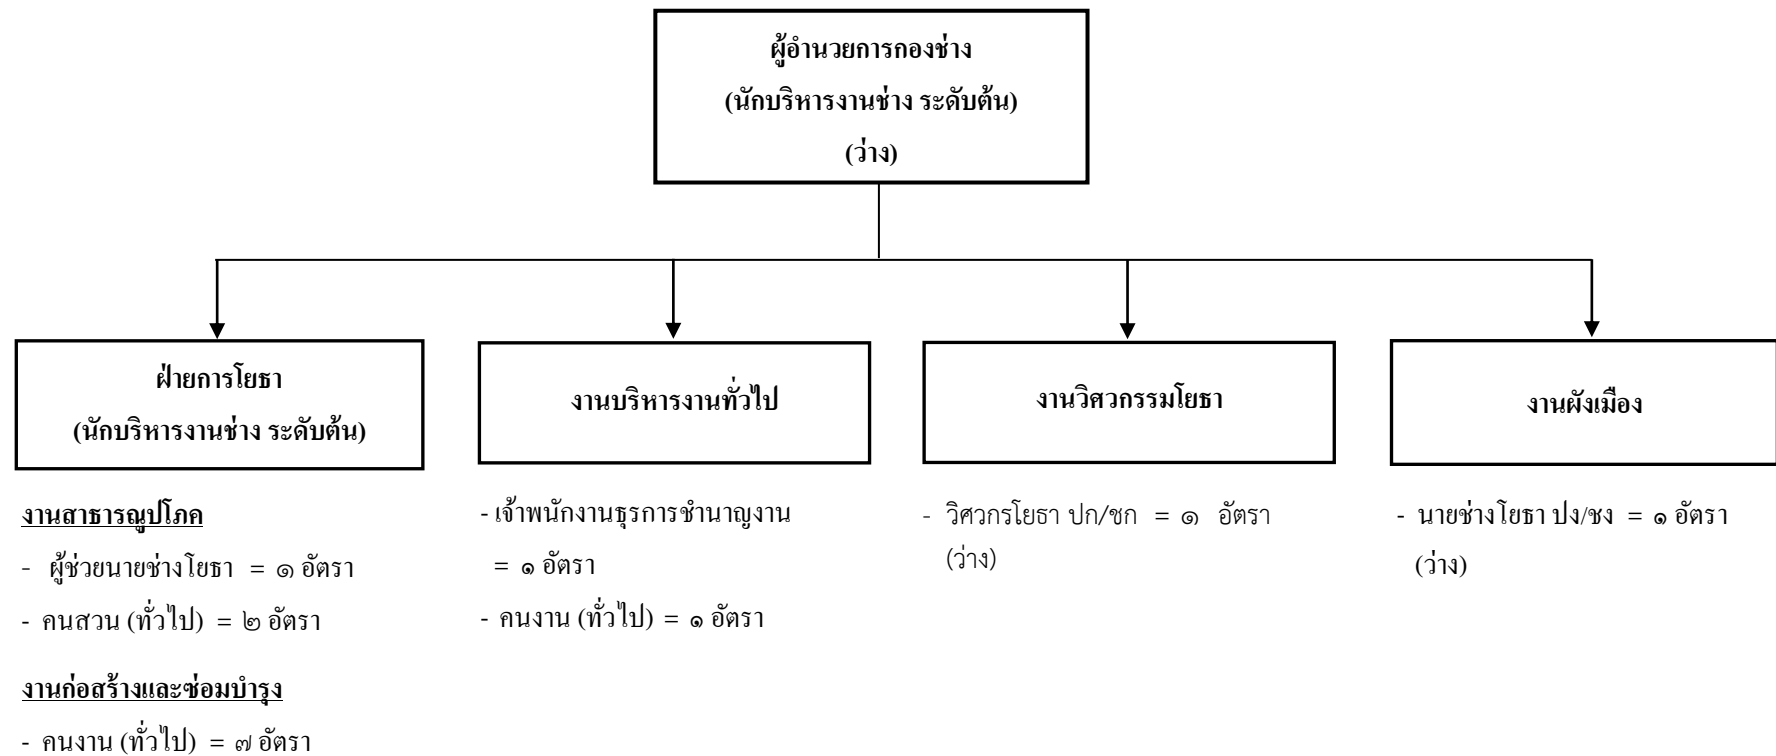 ผู้อำนวยการกองช่าง
(นักบริหารงานช่าง ระดับต้น)
(ว่าง)
ฝ่ายการโยธา
(นักบริหารงานช่าง ระดับต้น)
งานสาธารณูปโภค
-  ผู้ช่วยนายช่างโยธา  = ๑ อัตรา
- คนสวน (ทั่วไป)  = ๒ อัตรา
งานก่อสร้างและซ่อมบำรุง
- คนงาน (ทั่วไป)  = ๗ อัตรา
งานบริหารงานทั่วไป
- เจ้าพนักงานธุรการชำนาญงาน
= ๑ อัตรา
- คนงาน (ทั่วไป) = ๑ อัตรา
งานวิศวกรรมโยธา
- วิศวกรโยธา ปก/ชก  = ๑  อัตรา
(ว่าง)
งานผังเมือง
- นายช่างโยธา ปง/ชง  = ๑ อัตรา
(ว่าง)